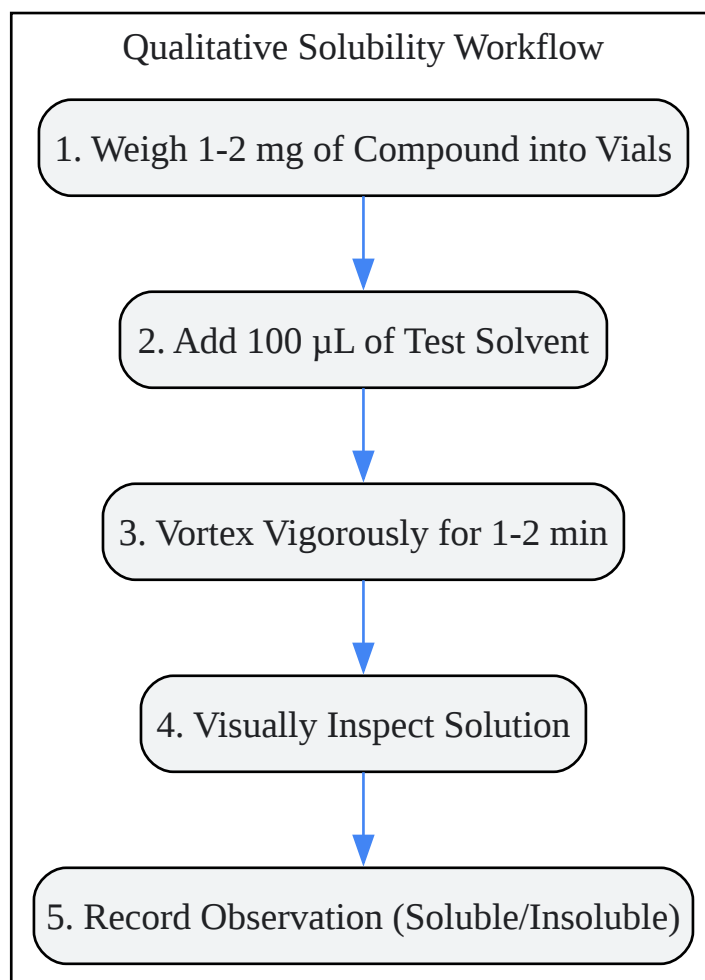 Qualitative Solubility Workflow
1. Weigh 1-2 mg of Compound into Vials
2. Add 100 µL of Test Solvent
3. Vortex Vigorously for 1-2 min
4. Visually Inspect Solution
5. Record Observation (Soluble/Insoluble)